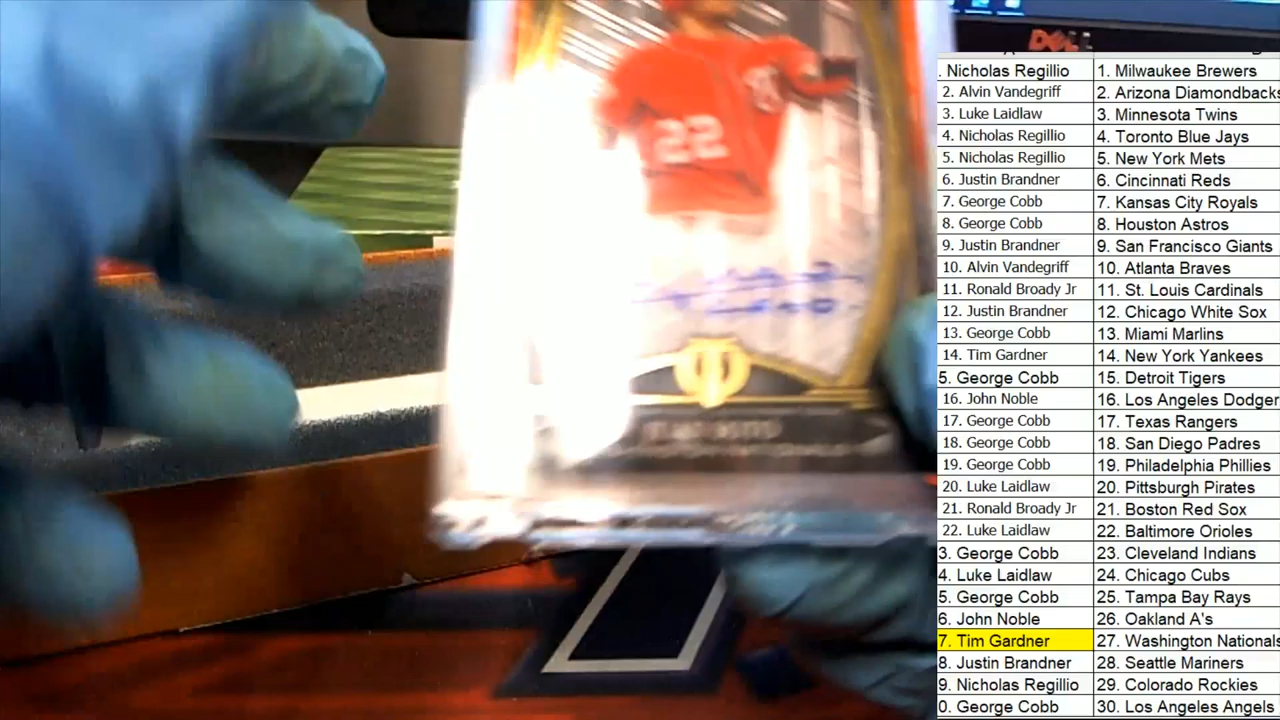 DELL
22
. Nicholas Regillio 1. Milwaukee Brewers
2. Alvin Vandegriff 2. Arizona Diamondbacks
3. Luke Laidlaw 3. Minnesota Twins
4. Nicholas Regillio 4. Toronto Blue Jays
5. Nicholas Regillio 5. New York Mets
6. Justin Brandner 6. Cincinnati Reds
7. George Cobb 7. Kansas City Royals
8. George Cobb 8. Houston Astros
9. Justin Brandner 9. San Francisco Giants
10. Alvin Vandegriff 10. Atlanta Braves
11. Ronald Broady Jr 11. St. Louis Cardinals
12. Justin Brandner 12. Chicago White Sox
13. George Cobb 13. Miami Marlins
14. Tim Gardner 14. New York Yankees
5. George Cobb 15. Detroit Tigers
16. John Noble 16. Los Angeles Dodger
17. George Cobb 17. Texas Rangers
18. George Cobb 18. San Diego Padres
19. George Cobb 19. Philadelphia Phillies
20. Luke Laidlaw 20. Pittsburgh Pirates
21. Ronald Broady Jr 21. Boston Red Sox
22. Luke Laidlaw 22. Baltimore Orioles
3. George Cobb 23. Cleveland Indians
4. Luke Laidlaw 24. Chicago Cubs
5. George Cobb 25. Tampa Bay Rays
6. John Noble 26. Oakland A's
7. Tim Gardner 27. Washington Nationals
8. Justin Brandner 28. Seattle Mariners
9. Nicholas Regillio 29. Colorado Rockies
0. George Cobb 30. Los Angeles Angels